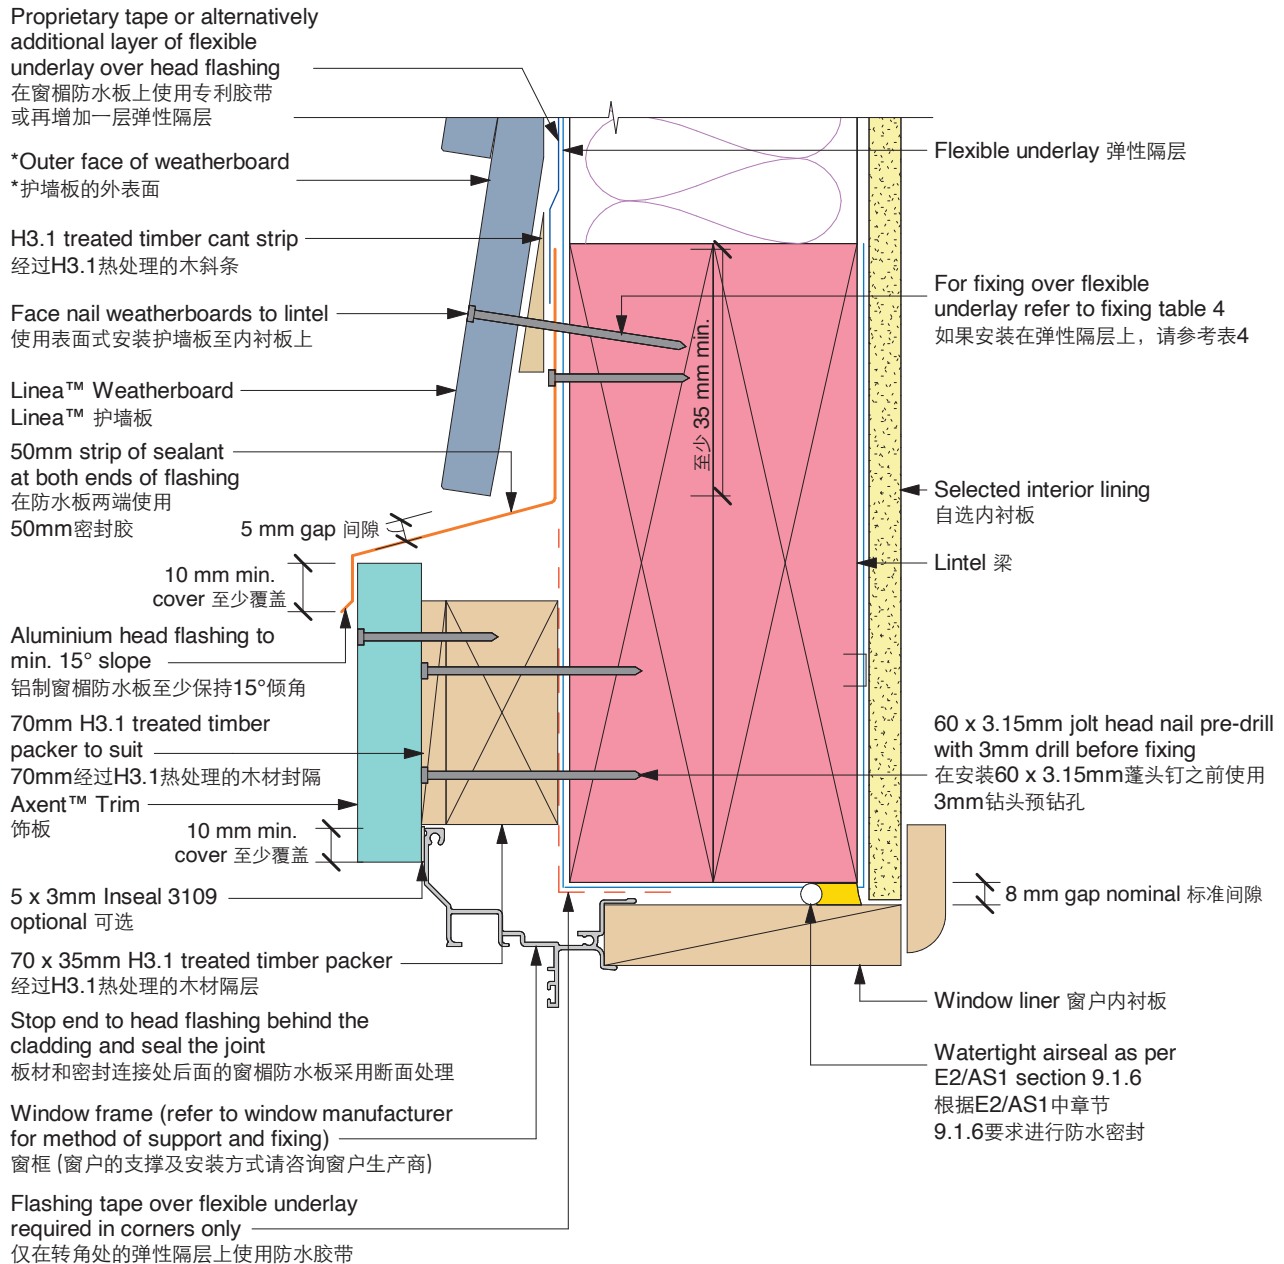 Proprietary tape or alternatively
additional layer of flexible
underlay over head flashing
在窗楣防水板上使用专利胶带
或再增加一层弹性隔层
*Outer face of weatherboard
*护墙板的外表面
H3.1 treated timber cant strip
经过H3.1热处理的木斜条
Face nail weatherboards to lintel
使用表面式安装护墙板至内衬板上
Linea™ Weatherboard
Linea™ 护墙板
50mm strip of sealant
at both ends of flashing
在防水板两端使用
50mm密封胶
5 mm gap 间隙
10 mm min.
cover 至少覆盖
Aluminium head flashing to
min. 15° slope
铝制窗楣防水板至少保持15°倾角
70mm H3.1 treated timber
packer to suit
70mm经过H3.1热处理的木材封隔
Axent™ Trim
饰板
10 mm min.
cover 至少覆盖
5 x 3mm Inseal 3109
optional 可选
70 x 35mm H3.1 treated timber packer
经过H3.1热处理的木材隔层
Stop end to head flashing behind the
cladding and seal the joint
板材和密封连接处后面的窗楣防水板采用断面处理
Window frame (refer to window manufacturer
for method of support and fixing)
窗框 (窗户的支撑及安装方式请咨询窗户生产商)
Flashing tape over flexible underlay
required in corners only
仅在转角处的弹性隔层上使用防水胶带
至少 35 mm min.
Flexible underlay 弹性隔层
For fixing over flexible
underlay refer to fixing table 4
如果安装在弹性隔层上，请参考表4
Selected interior lining
自选内衬板
Lintel 梁
60 x 3.15mm jolt head nail pre-drill
with 3mm drill before fixing
在安装60 x 3.15mm蓬头钉之前使用
3mm钻头预钻孔
8 mm gap nominal 标准间隙
Window liner 窗户内衬板
Watertight airseal as per
E2/AS1 section 9.1.6
根据E2/AS1中章节
9.1.6要求进行防水密封